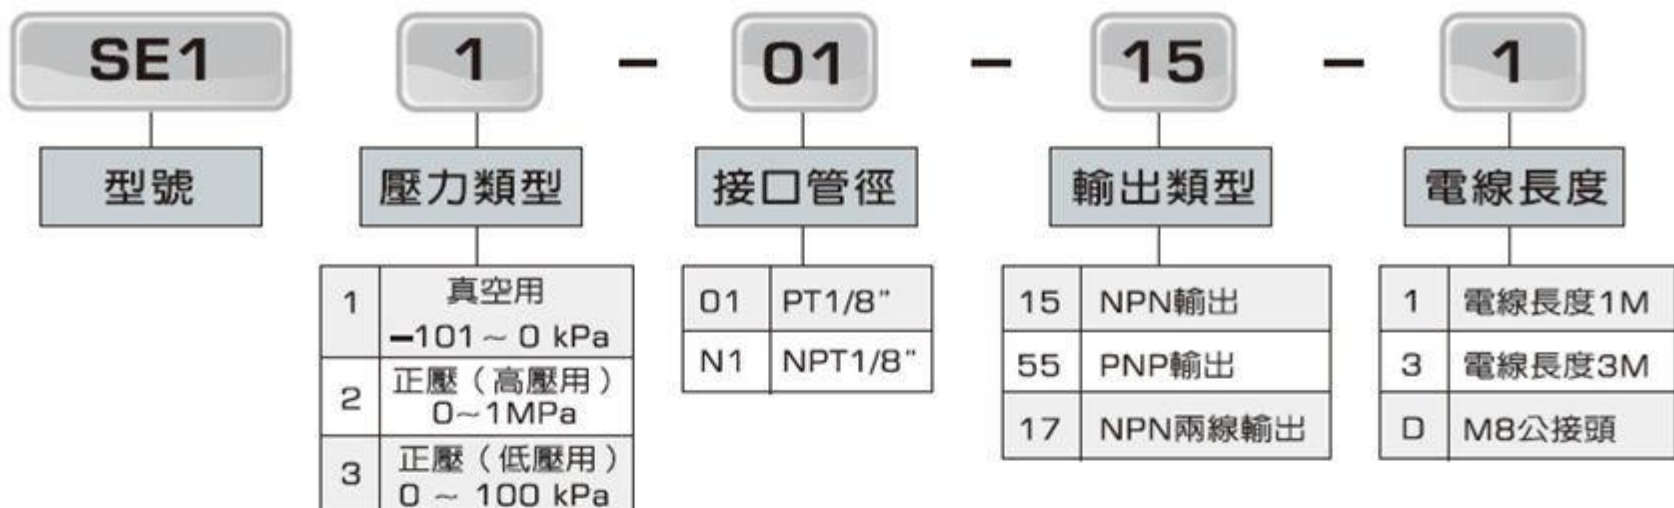 SE1 1 - 01 - 15 - 1
型號 壓力類型 接口管徑 輸出類型 電線長度
1 真空用
-101~0 kPa
2 正壓（高壓用）
0~1MPa
3 正壓（低壓用）
0 ~ 100 kPa
01 PT1/8"
N1 NPT1/8"
15 NPN輸出
55 PNP輸出
17 NPN兩線輸出
1 電線長度1M
3 電線長度3M
D M8公接頭